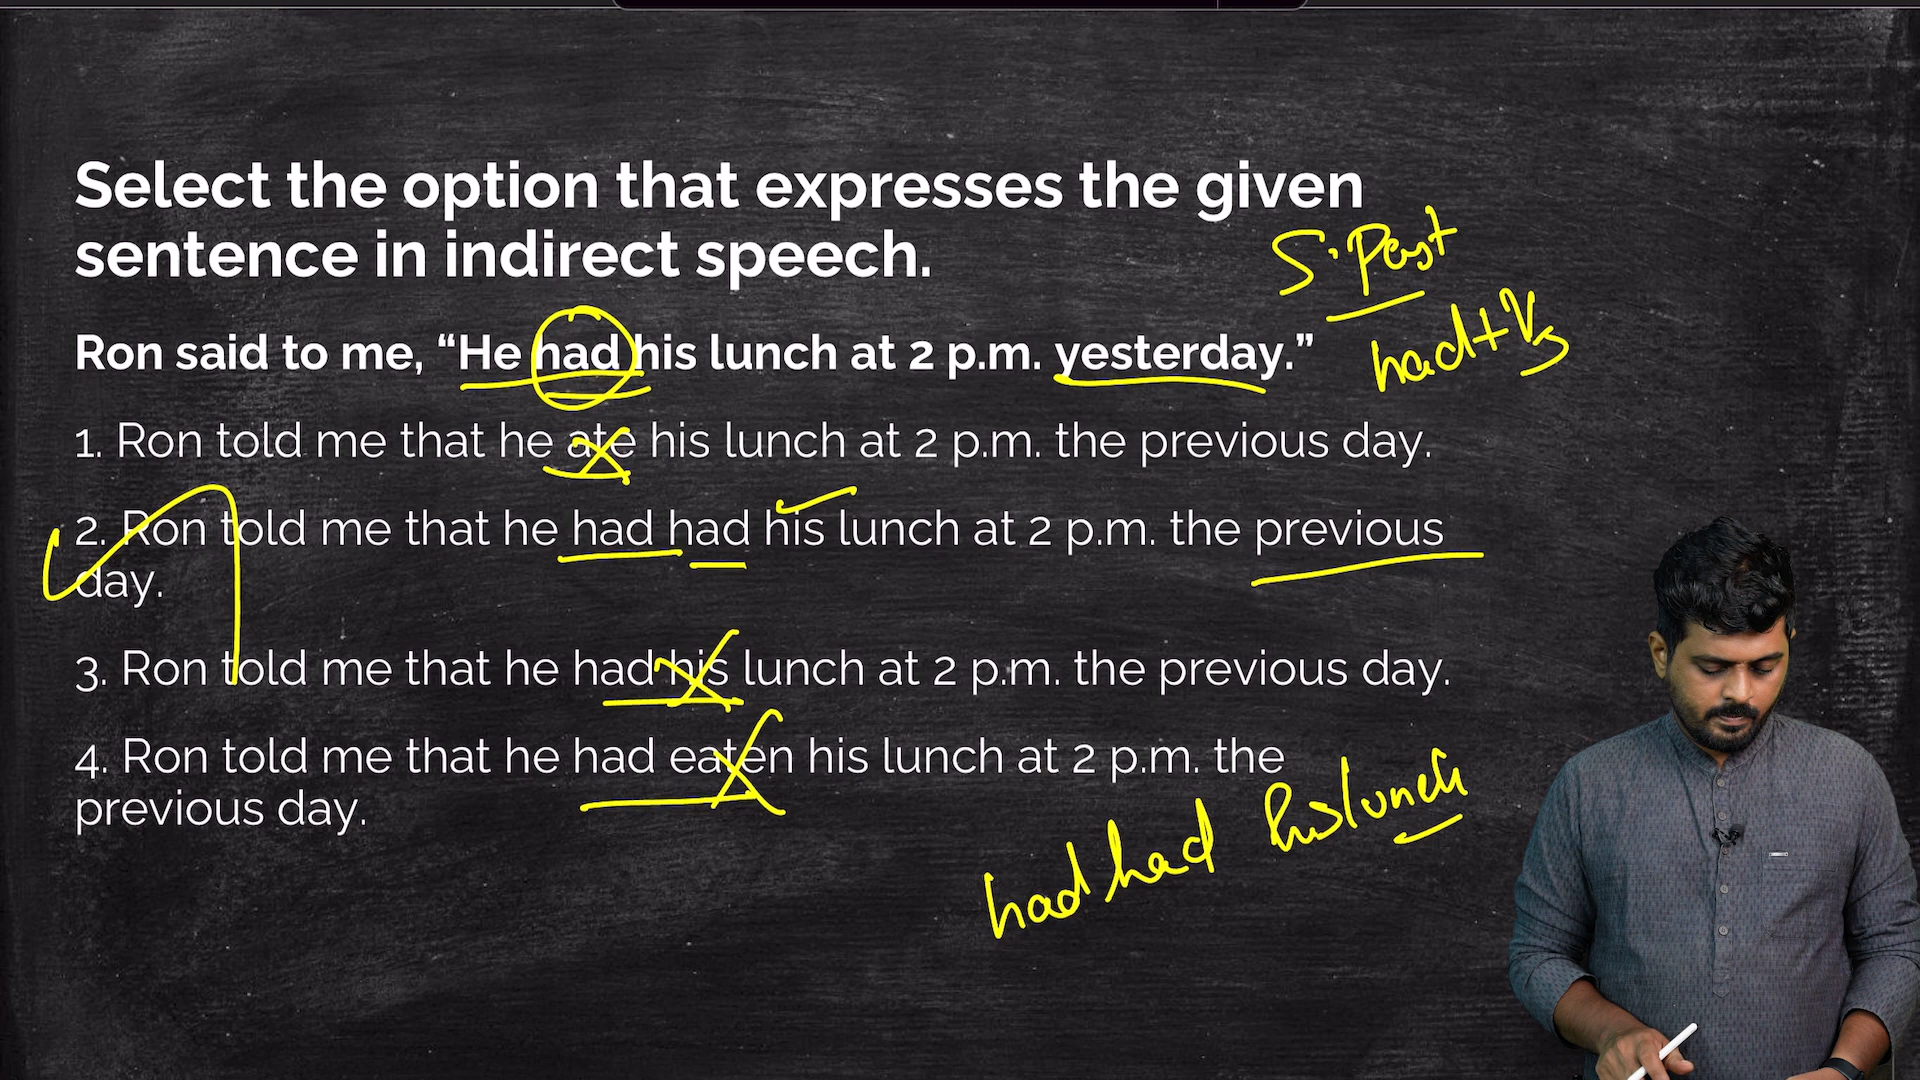 Select the option that expresses the given
sentence in indirect speech.
S. Past
had+V3
Ron said to me, “He had his lunch at 2 p.m. yesterday.”
1. Ron told me that he ate his lunch at 2 p.m. the previous day.
2. Ron told me that he had had his lunch at 2 p.m. the previous
day.
3. Ron told me that he had his lunch at 2 p.m. the previous day.
4. Ron told me that he had eaten his lunch at 2 p.m. the
previous day.
had had his lunch